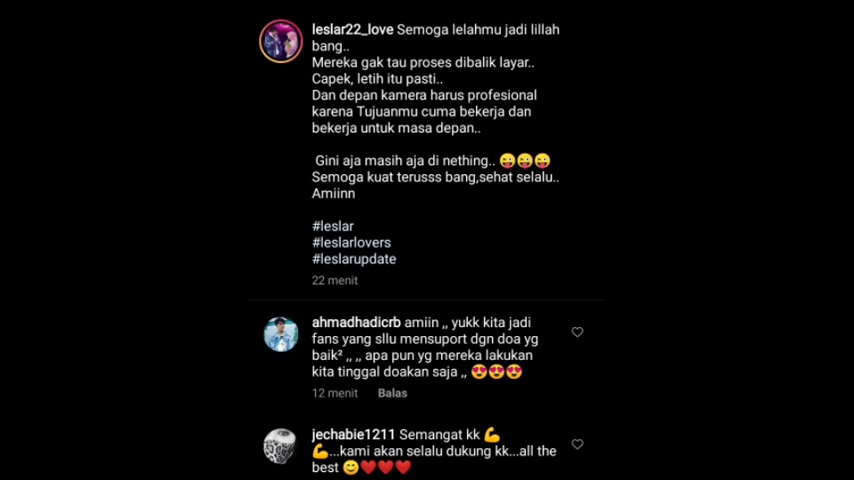 leslar22_love Semoga lelahmu jadi lillah
bang..
Mereka gak tau proses dibalik layar..
Capek, letih itu pasti..
Dan depan kamera harus profesional
karena Tujuanmu cuma bekerja dan
bekerja untuk masa depan..
Gini aja masih aja di nething.. 😜😜😜
Semoga kuat terusss bang,sehat selalu..
Amiinn
#leslar
#leslarlovers
#leslarupdate
22 menit
ahmadhadicrb amiin ,, yukk kita jadi
fans yang sllu mensuport dgn doa yg
baik² ,, ,, apa pun yg mereka lakukan
kita tinggal doakan saja ,, 😍😍😍
12 menit Balas
jechabie1211 Semangat kk 💪
💪...kami akan selalu dukung kk...all the
best 😊❤️❤️❤️